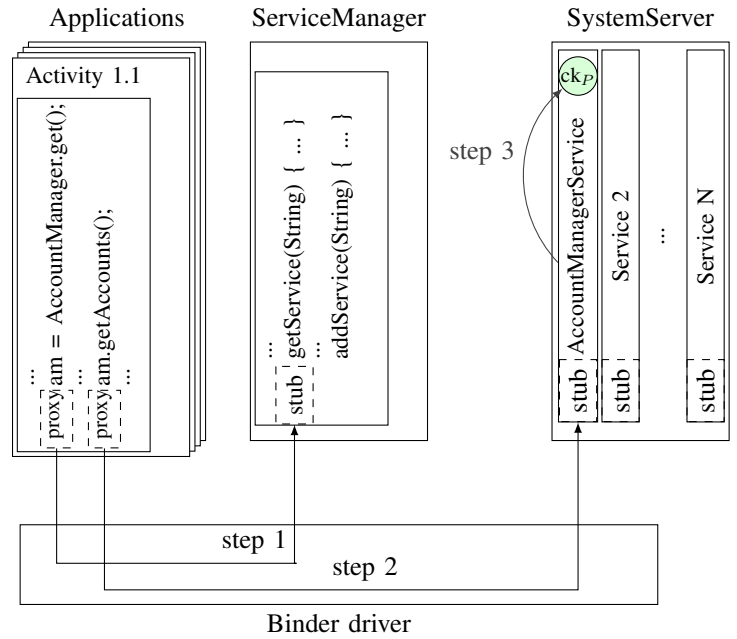 Applications
ServiceManager
SystemServer
Activity 1.1
...
proxy am = AccountManager.get();
...
proxy am.getAccounts();
...
...
stub getService(String) { ... }
...
addService(String) { ... }
ckP
step 3
stub AccountManagerService
stub Service 2
...
stub Service N
step 1
step 2
Binder driver